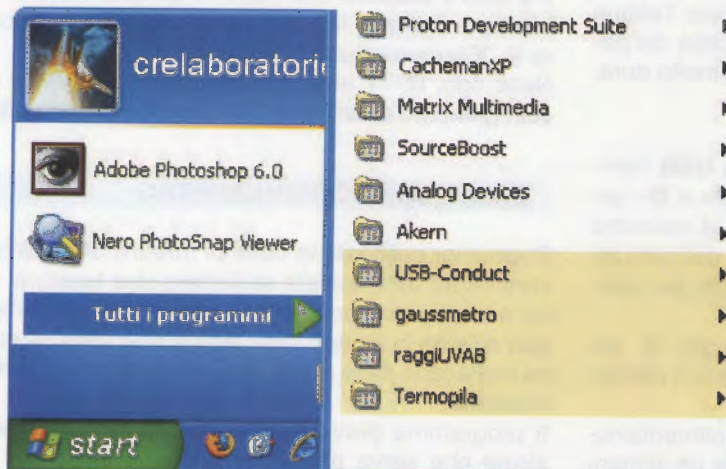 crelaboratori
Adobe Photoshop 6.0
Nero PhotoSnap Viewer
Tutti i programmi
start
Proton Development Suite
CachemanXP
Matrix Multimedia
SourceBoost
Analog Devices
Akern
USB-Conduct
gaussmetro
raggiUVAB
Termopila